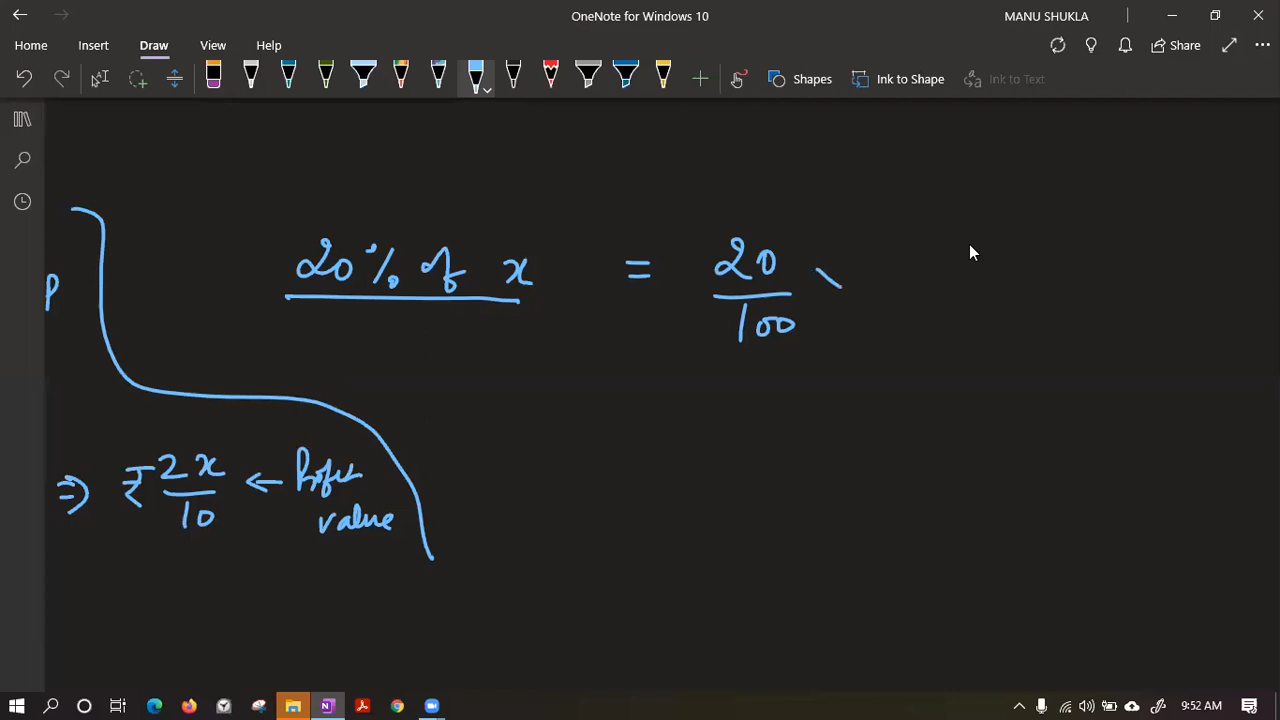 OneNote for Windows 10
MANU SHUKLA
Home Insert Draw View Help
Share
Shapes
Ink to Shape
Ink to Text
20% of x = 20/100 \
p
⇒ ₹2x/10 ← Profit
value
9:52 AM